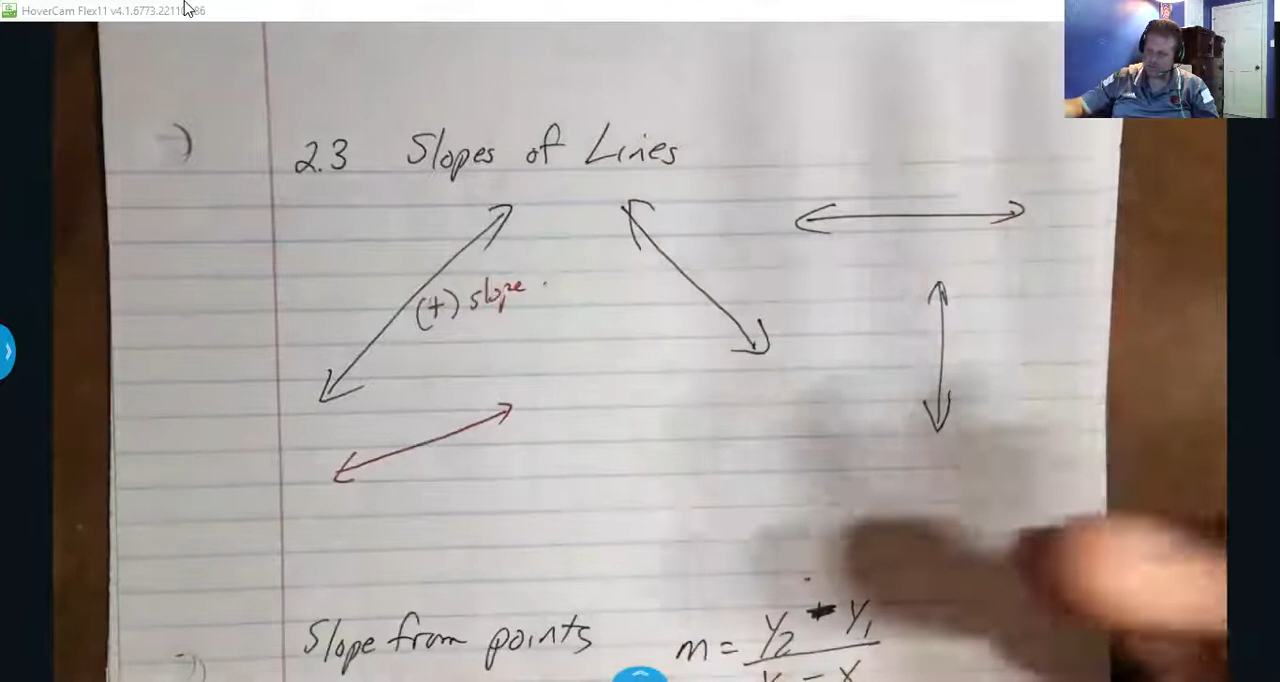 HoverCam Flex11 v4.1.6773.2211
2.3 Slopes of Lines
(+) slope
Slope from points m = y2 - y1
x - x